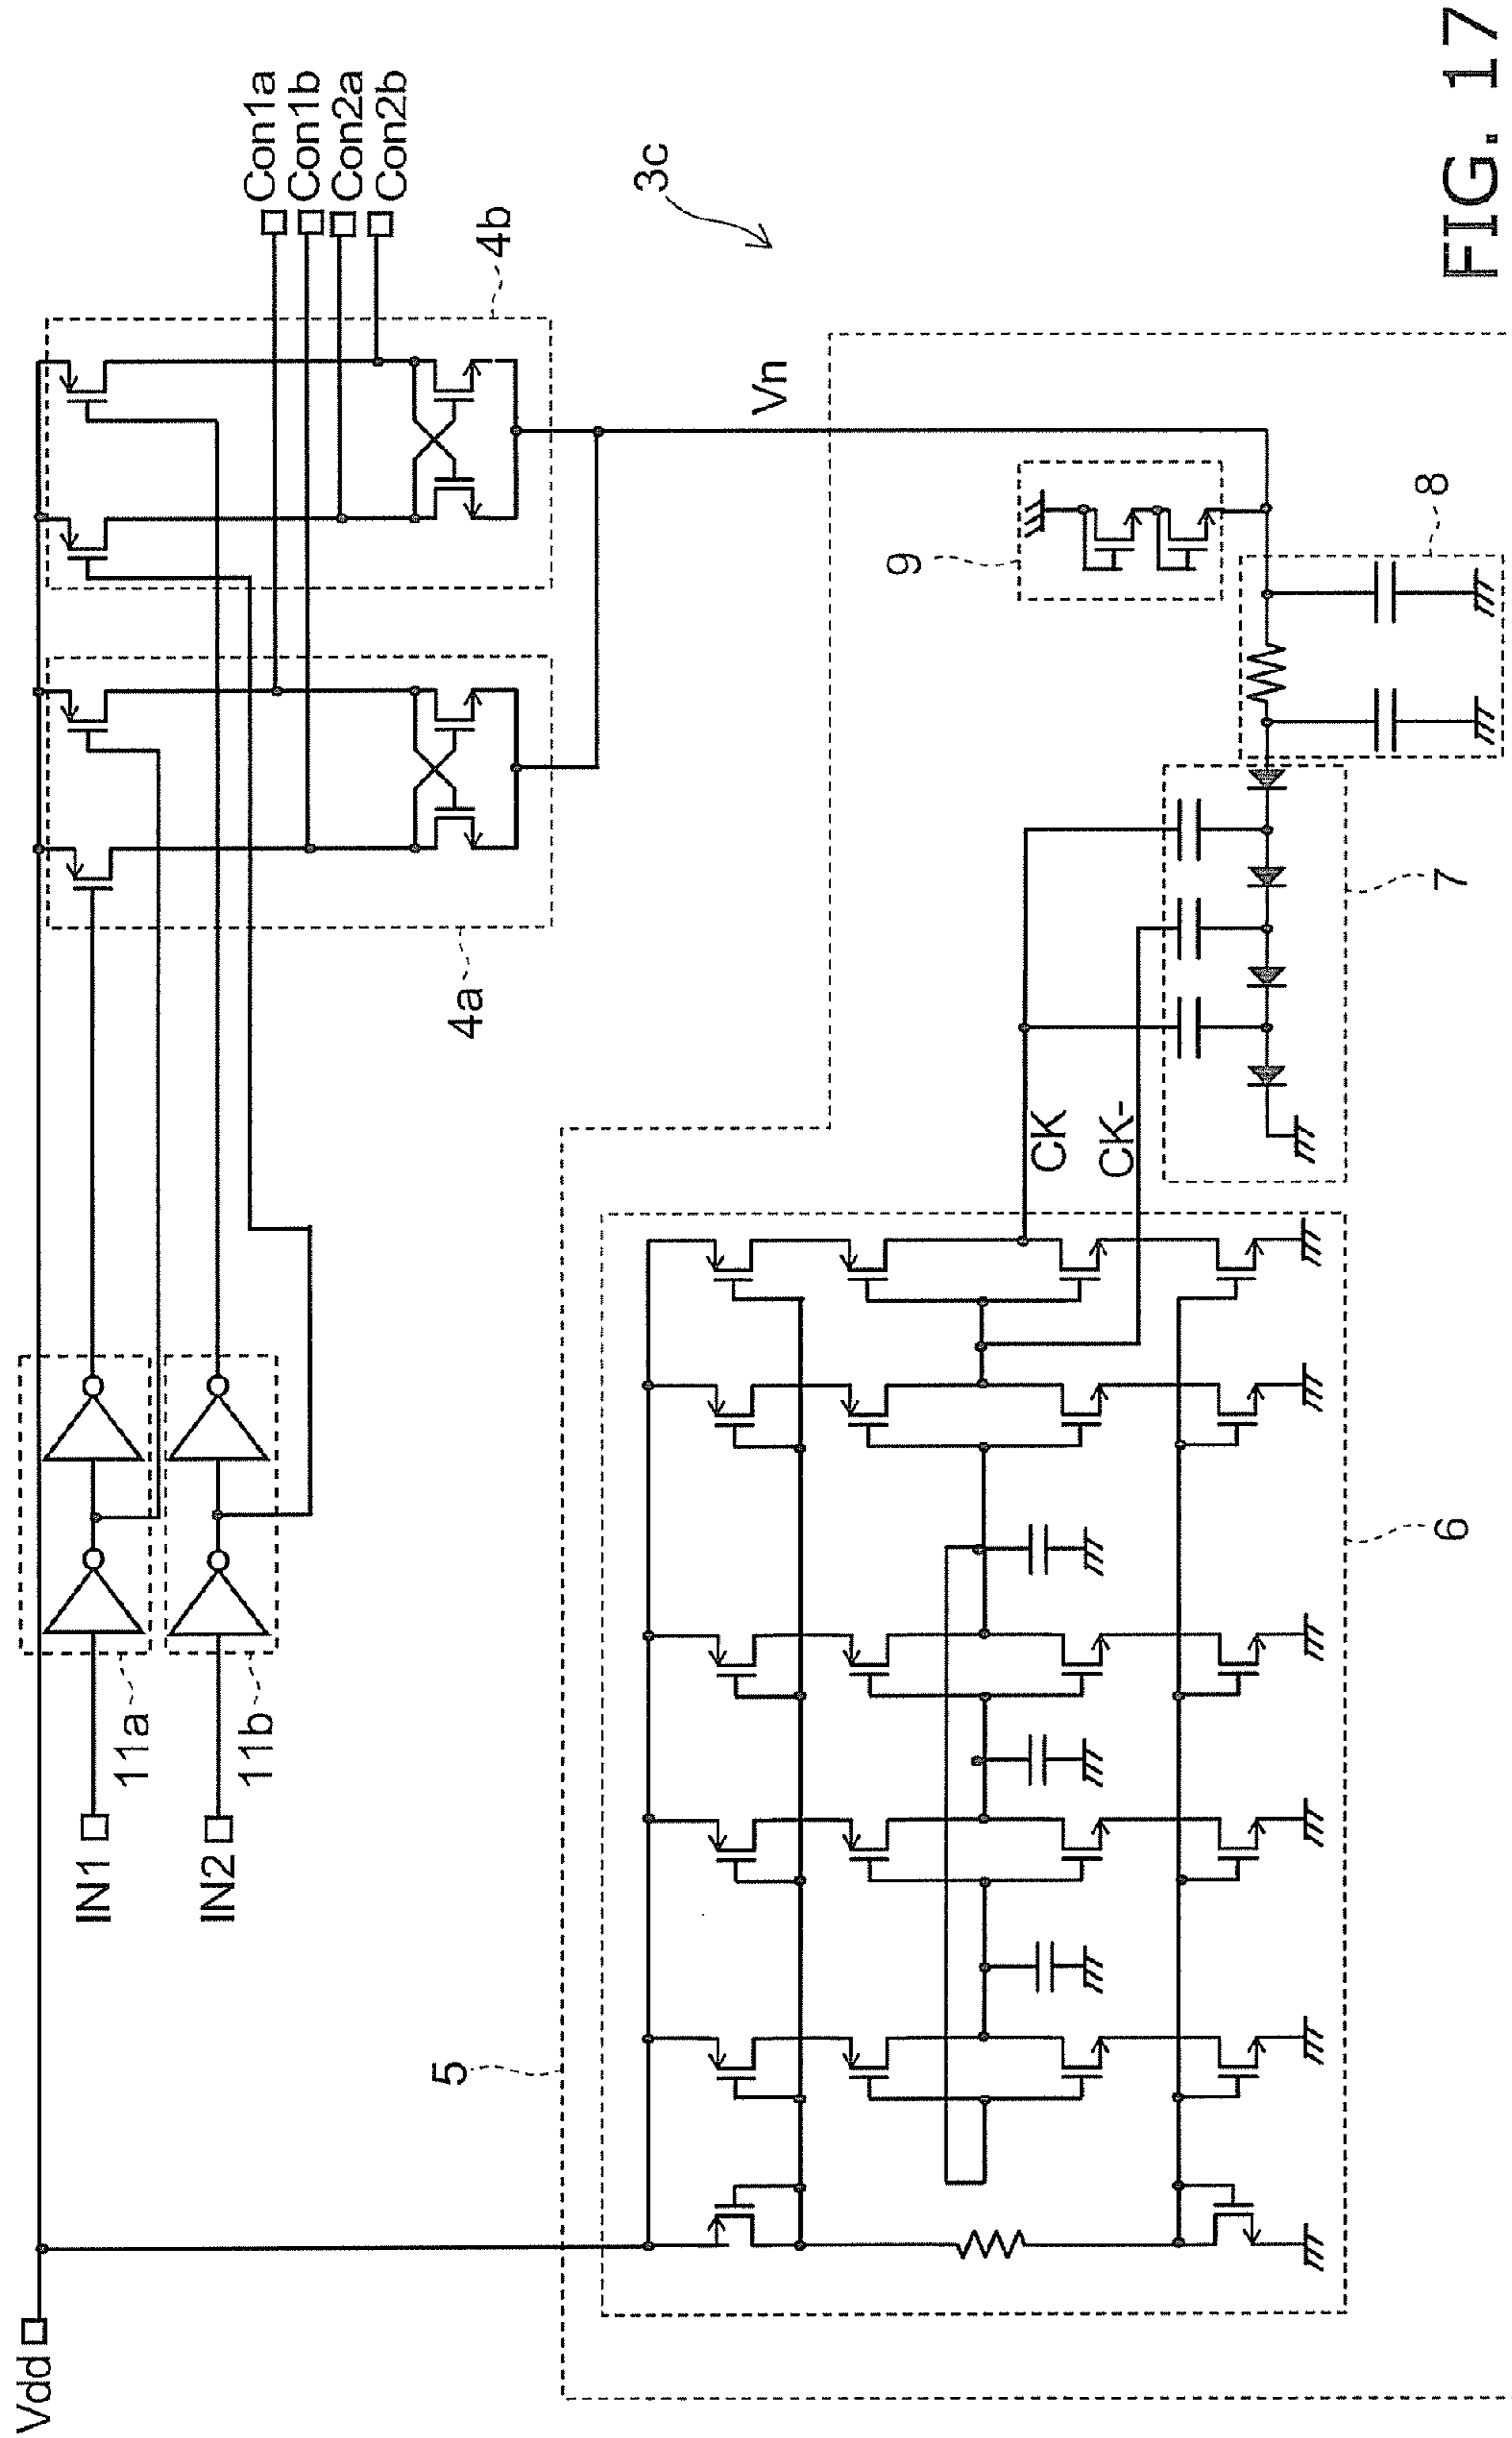 Vdd
IN1
IN2
11a
11b
4a
4b
Con1a
Con1b
Con2a
Con2b
3c
Vn
5
6
CK
CK-
7
8
9
FIG. 17